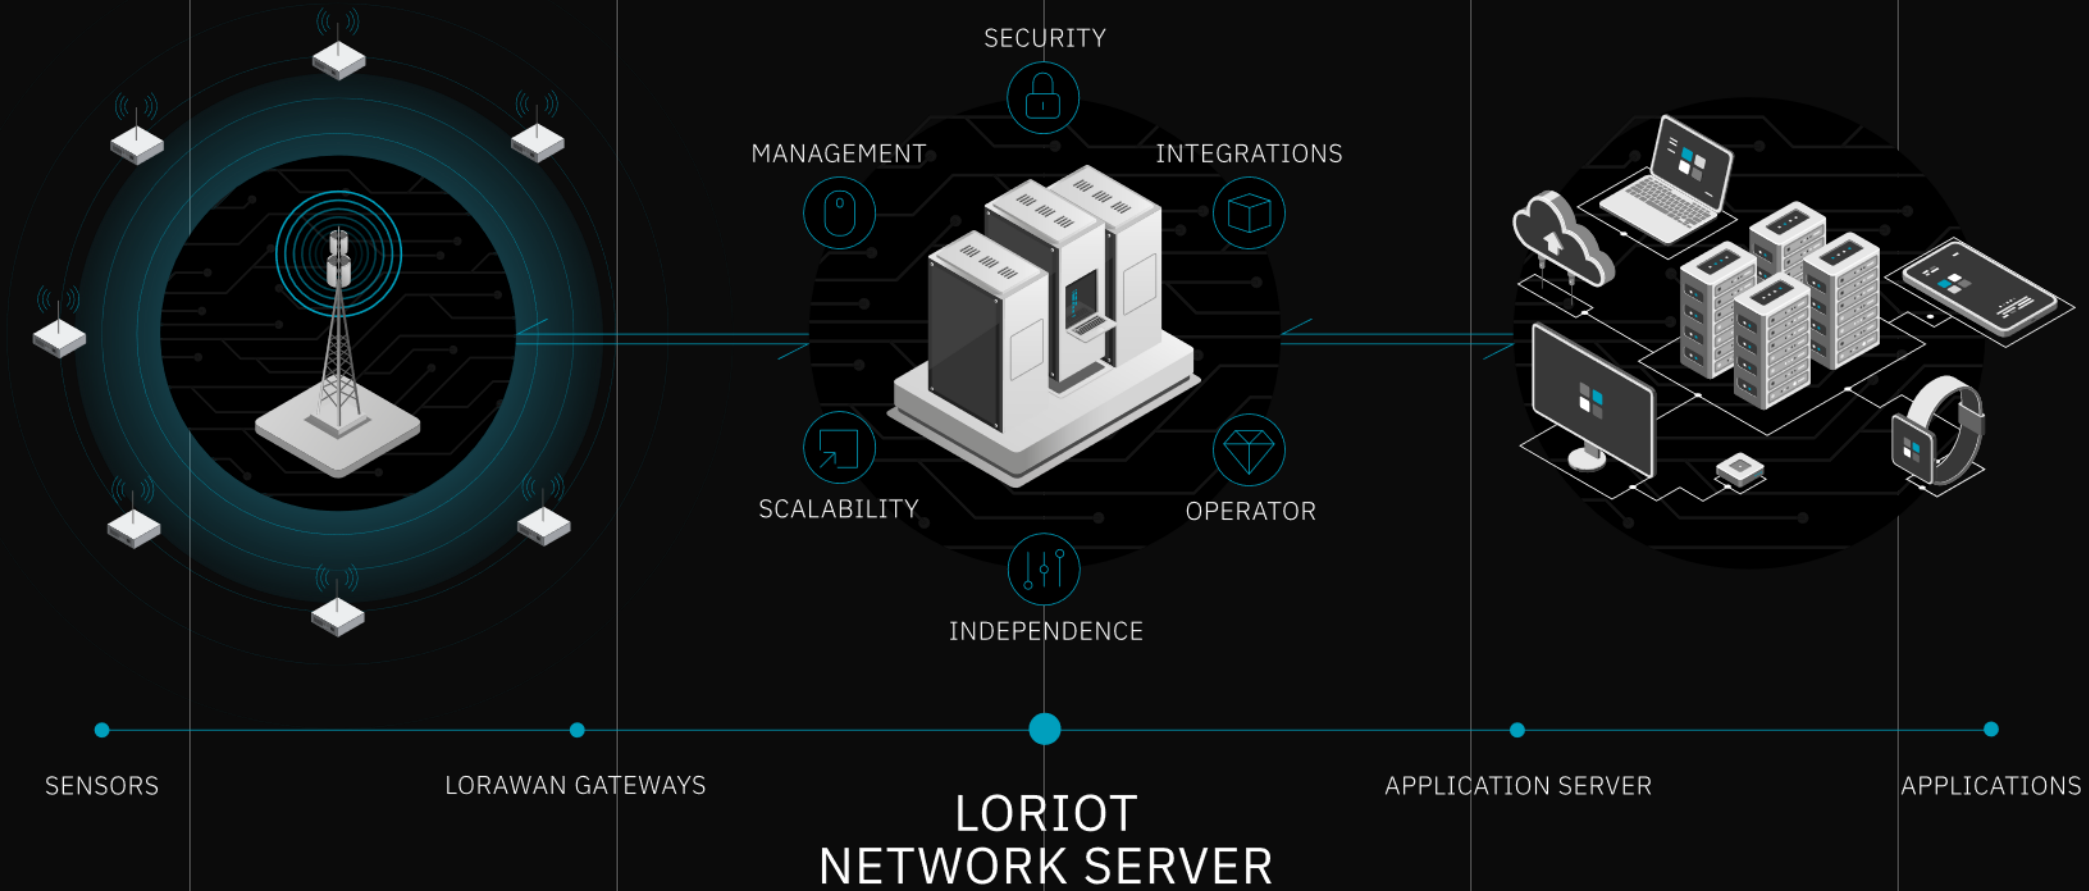 SECURITY
MANAGEMENT
INTEGRATIONS
SCALABILITY
OPERATOR
INDEPENDENCE
SENSORS
LORAWAN GATEWAYS
LORIOT
NETWORK SERVER
APPLICATION SERVER
APPLICATIONS